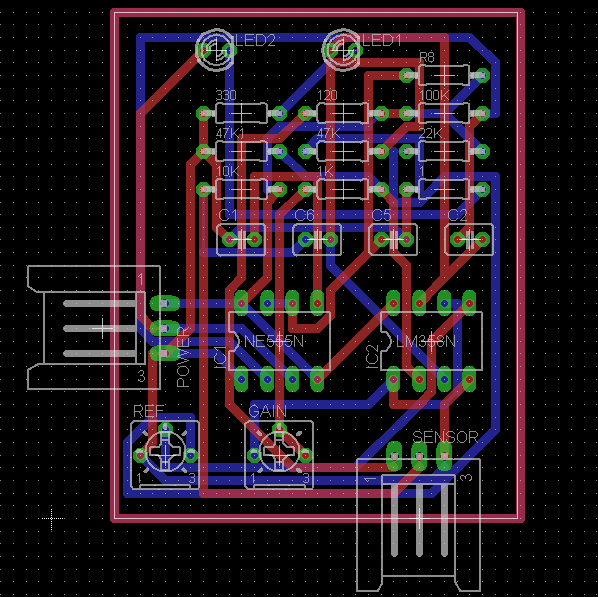 LED2 LED1
R8
330 120 100K
47K1 47K 22K
10K 1K 1
C1 C6 C5 C2
1
POWER
3
IC1 NE555N IC2 LM358N
REF GAIN
SENSOR
1 3 1 3 1 3